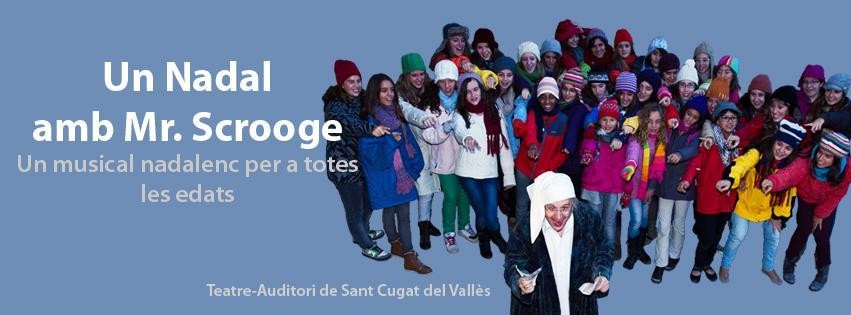 Un Nadal
amb Mr. Scrooge
Un musical nadalenc per a totes
les edats
Teatre-Auditori de Sant Cugat del Vallès